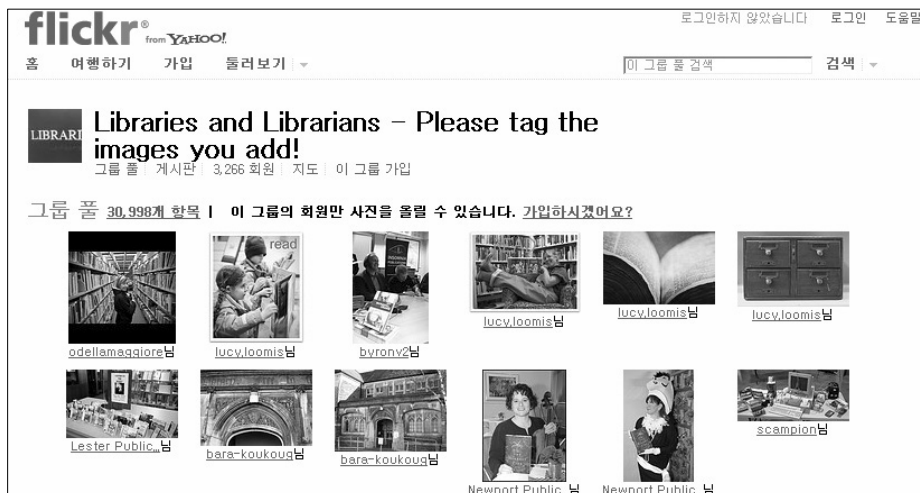 flickr® from YAHOO!
로그인하지 않았습니다 로그인 도움말
홈 여행하기 가입 둘러보기
이 그룹 풀 검색 검색
LIBRARI
Libraries and Librarians - Please tag the
images you add!
그룹 풀 게시판 3,266 회원 지도 이 그룹 가입
그룹 풀 30,998개 항목 | 이 그룹의 회원만 사진을 올릴 수 있습니다. 가입하시겠어요?
read
odellamaggiore님 lucy.loomis님 byronv2님 lucy.loomis님 lucy.loomis님 lucy.loomis님
Lester Public...님 bara-koukoug님 bara-koukoug님 Newport Public...님 Newport Public...님 scampion님